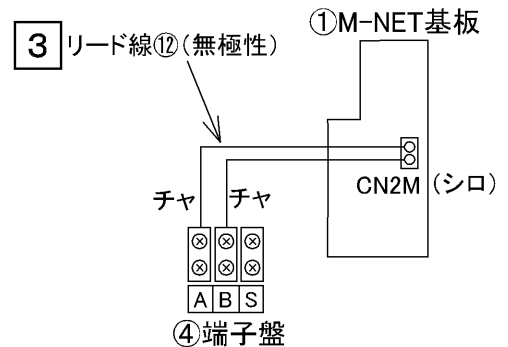 ①M-NET基板
3 リード線⑫(無極性)
CN2M (シロ)
チャ チャ
A B S
④端子盤